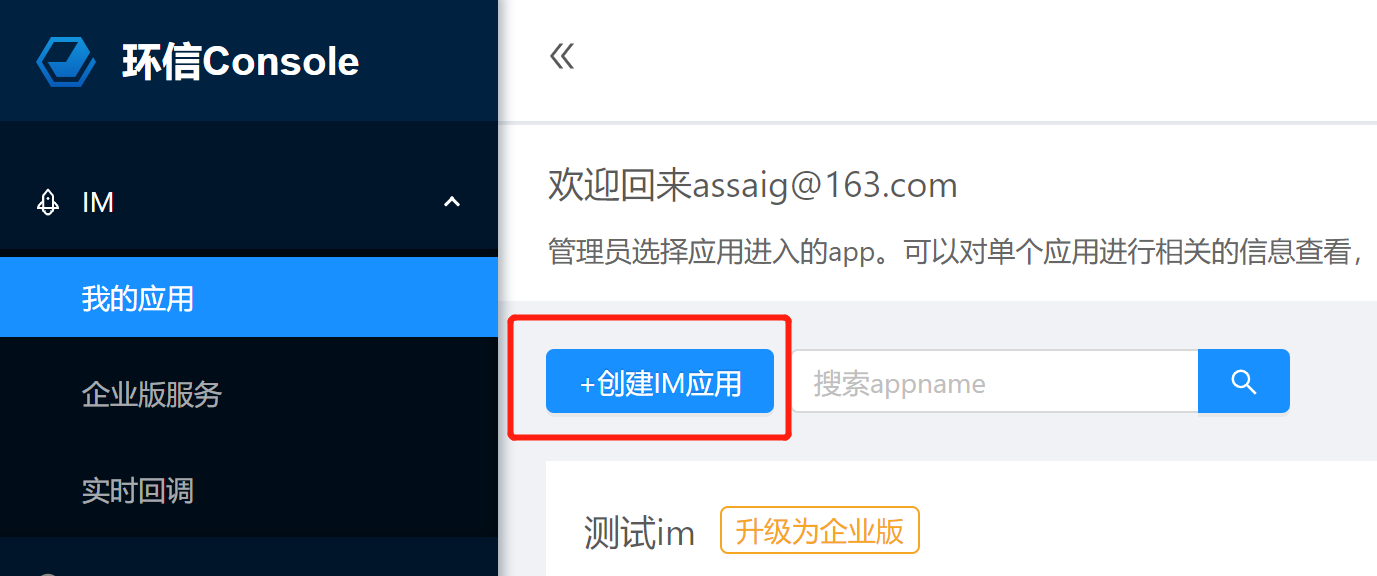 环信Console
IM
我的应用
企业版服务
实时回调
欢迎回来assaig@163.com
管理员选择应用进入的app。可以对单个应用进行相关的信息查看，
+创建IM应用
搜索appname
测试im
升级为企业版